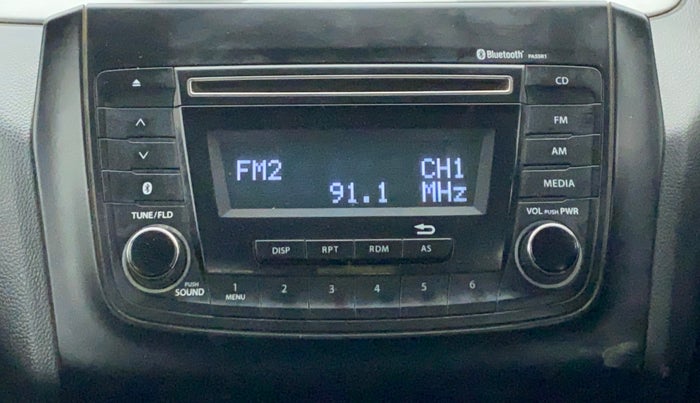 Bluetooth PASSRT
CD
FM
AM
MEDIA
FM2 CH1
91.1 MHz
TUNE/FLD
VOL PUSH PWR
DISP RPT RDM AS
PUSH
SOUND
1 2 3 4 5 6
MENU